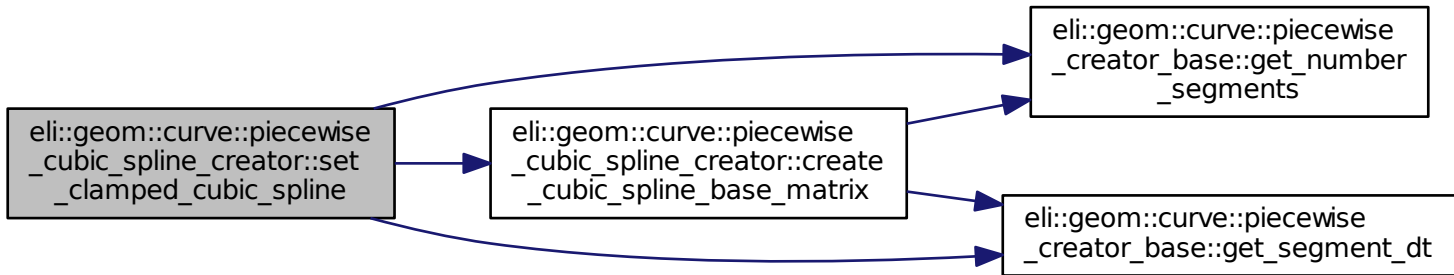 eli::geom::curve::piecewise
_cubic_spline_creator::set
_clamped_cubic_spline
eli::geom::curve::piecewise
_cubic_spline_creator::create
_cubic_spline_base_matrix
eli::geom::curve::piecewise
_creator_base::get_number
_segments
eli::geom::curve::piecewise
_creator_base::get_segment_dt